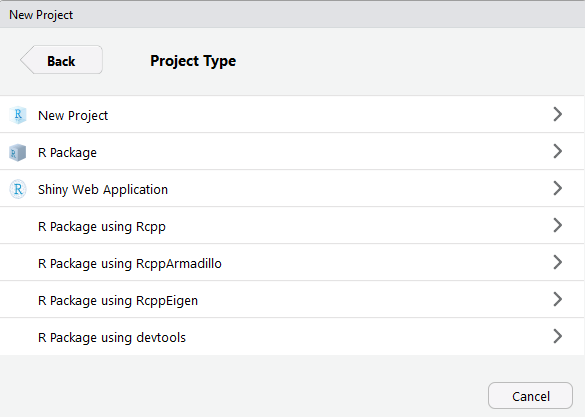 New Project
Back
Project Type
New Project
R Package
Shiny Web Application
R Package using Rcpp
R Package using RcppArmadillo
R Package using RcppEigen
R Package using devtools
Cancel